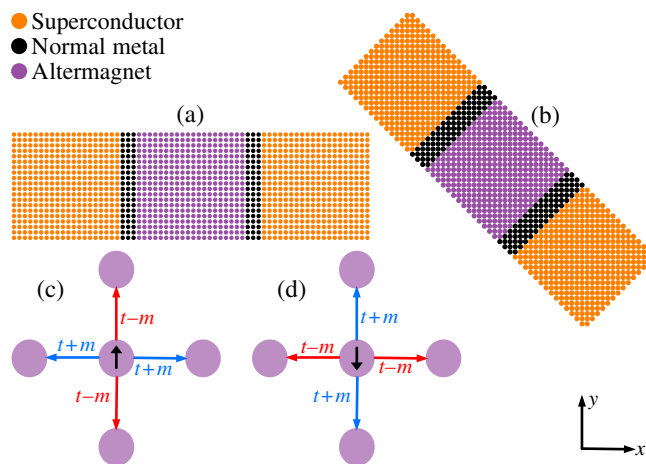 Superconductor
Normal metal
Altermagnet
(a)
(b)
(c)
(d)
t−m
t+m
t+m
t+m
t−m
t−m
t−m
t+m
y
x